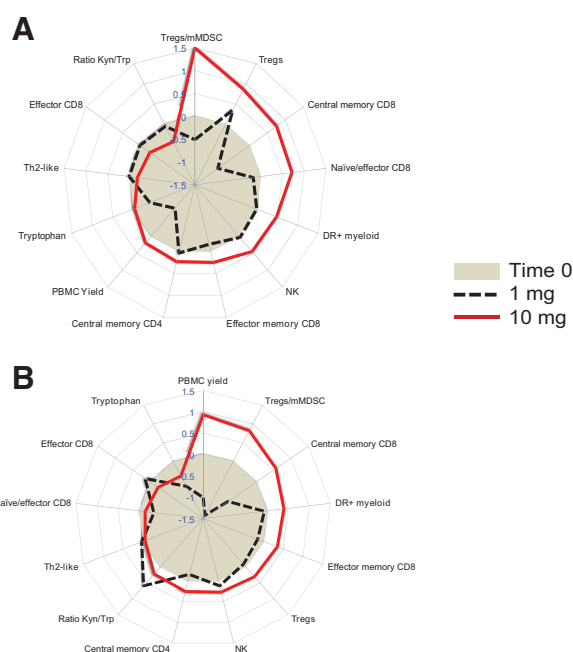 A
Tregs/mMDSC
Ratio Kyn/Trp
Tregs
Effector CD8
Central memory CD8
Th2-like
Naïve/effector CD8
Tryptophan
DR+ myeloid
PBMC Yield
NK
Central memory CD4
Effector memory CD8
1.5
1
0.5
0
-0.5
-1
-1.5
Time 0
1 mg
10 mg
B
PBMC yield
Tryptophan
Tregs/mMDSC
Effector CD8
Central memory CD8
aïve/effector CD8
DR+ myeloid
Th2-like
Effector memory CD8
Ratio Kyn/Trp
Tregs
Central memory CD4
NK
1.5
1
0.5
0
-0.5
-1
-1.5